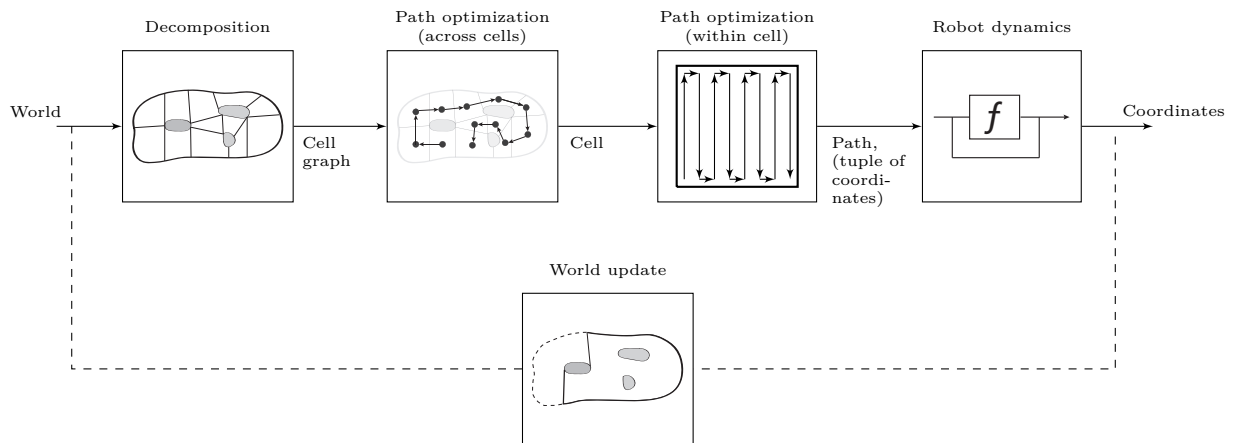 Decomposition
Path optimization
(across cells)
Path optimization
(within cell)
Robot dynamics
World
Cell
graph
Cell
Path,
(tuple of
coordi-
nates)
f
Coordinates
World update